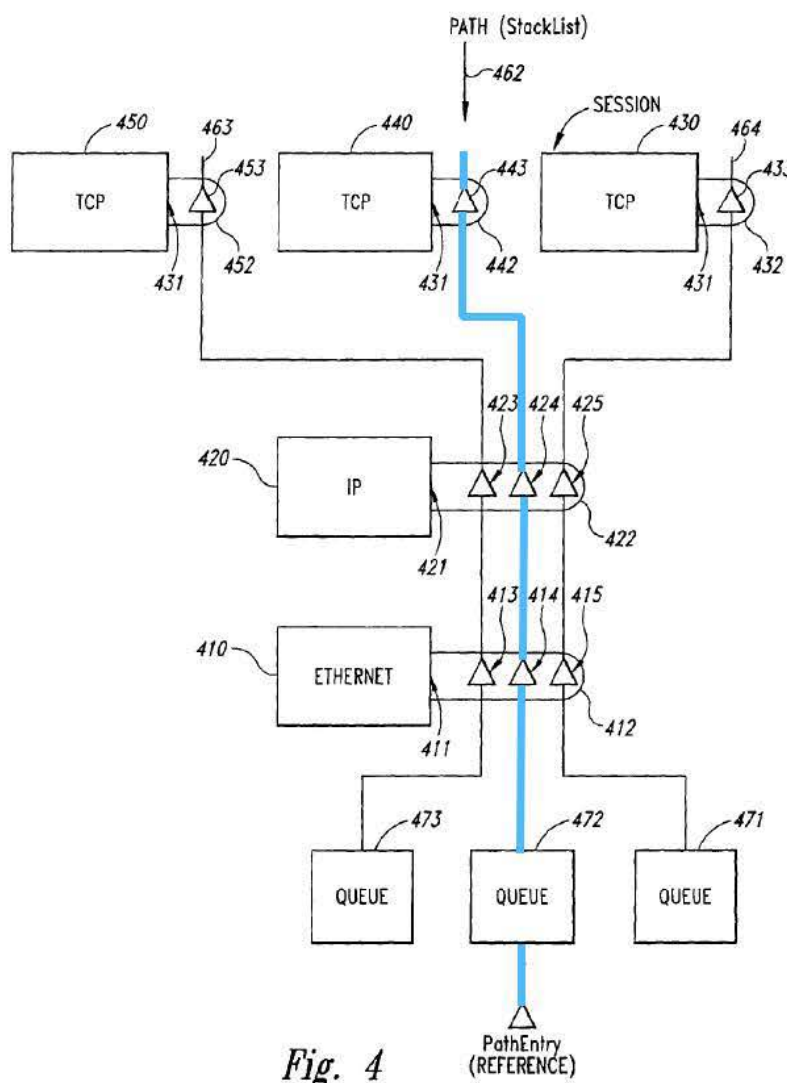 PATH (StackList)
462
SESSION
450
463
440
430
464
453
443
433
TCP
TCP
TCP
431
452
431
442
431
432
423
424
425
420
IP
421
422
413
414
415
410
ETHERNET
411
412
473
472
471
QUEUE
QUEUE
QUEUE
PathEntry
(REFERENCE)
Fig. 4